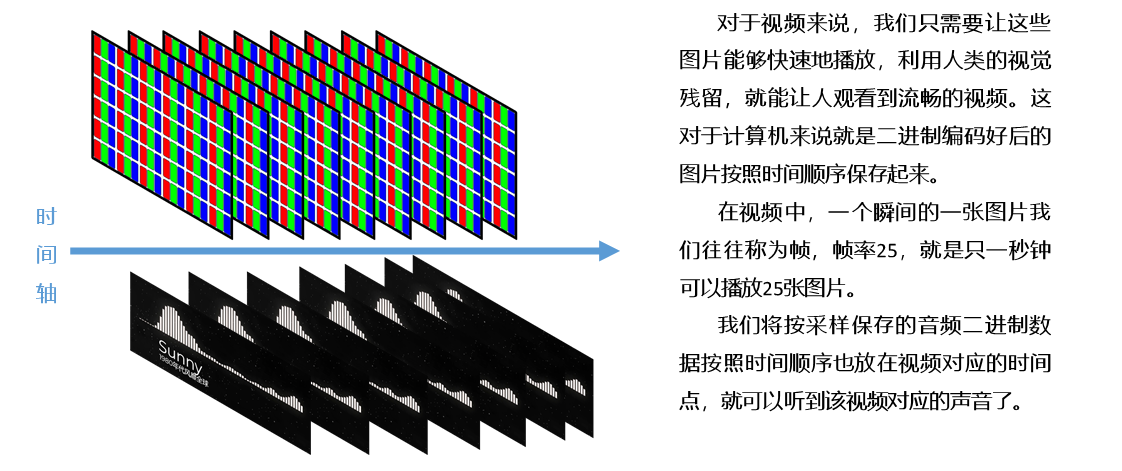 时
间
轴
Sunny
1980年代风靡全球
对于视频来说，我们只需要让这些
图片能够快速地播放，利用人类的视觉
残留，就能让人观看到流畅的视频。这
对于计算机来说就是二进制编码好后的
图片按照时间顺序保存起来。
在视频中，一个瞬间的一张图片我
们往往称为帧，帧率25，就是只一秒钟
可以播放25张图片。
我们将按采样保存的音频二进制数
据按照时间顺序也放在视频对应的时间
点，就可以听到该视频对应的声音了。